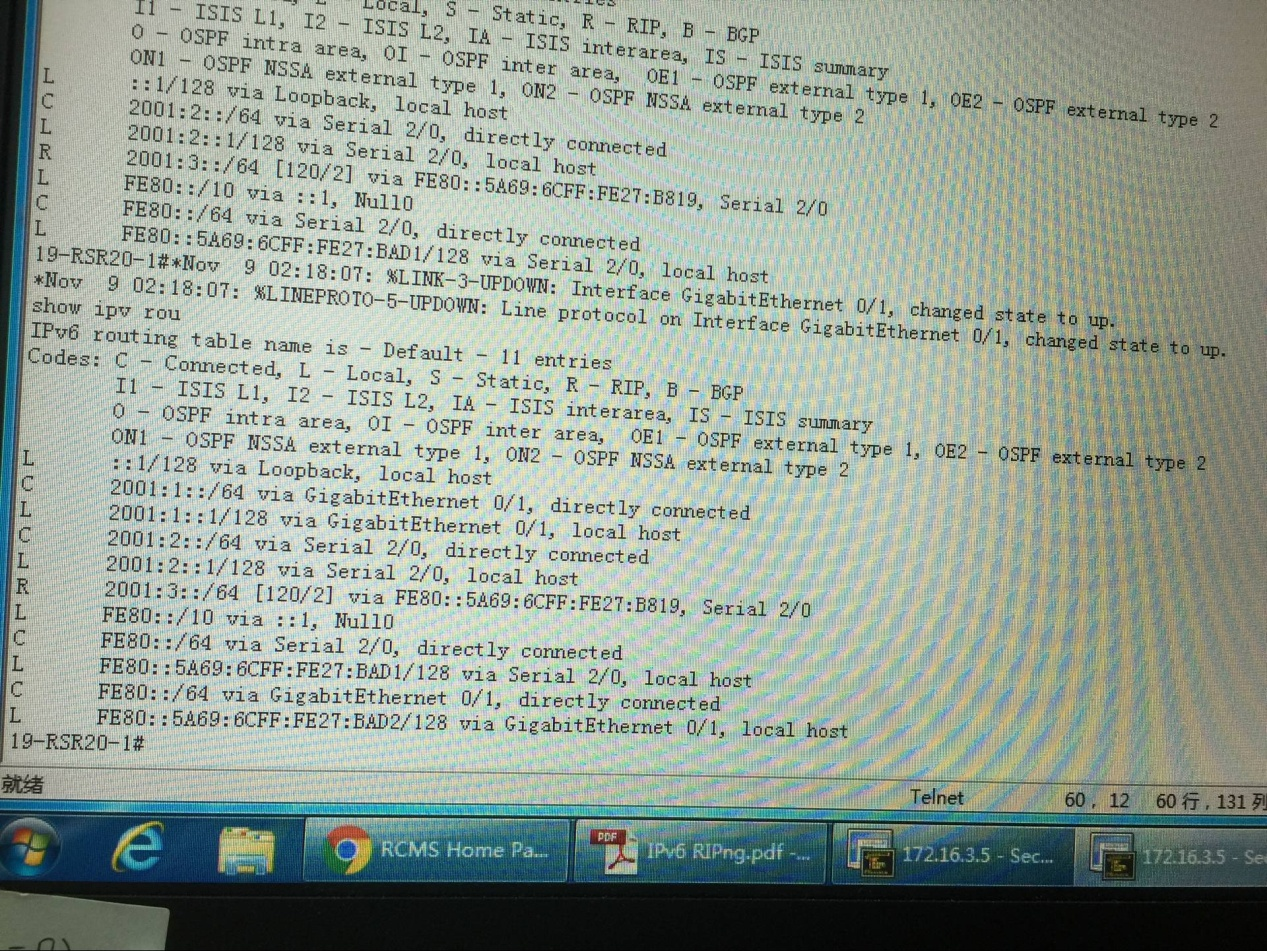 Local, S - Static, R - RIP, B - BGP
I1 - ISIS L1, I2 - ISIS L2, IA - ISIS interarea, IS - ISIS summary
O - OSPF intra area, OI - OSPF inter area,  OE1 - OSPF external type 1, OE2 - OSPF external type 2
ON1 - OSPF NSSA external type 1, ON2 - OSPF NSSA external type 2
L ::1/128 via Loopback, local host
C 2001:2::/64 via Serial 2/0, directly connected
L 2001:2::1/128 via Serial 2/0, local host
R 2001:3::/64 [120/2] via FE80::5A69:6CFF:FE27:B819, Serial 2/0
L FE80::/10 via ::1, Null0
C FE80::/64 via Serial 2/0, directly connected
L FE80::5A69:6CFF:FE27:BAD1/128 via Serial 2/0, local host
19-RSR20-1#*Nov  9 02:18:07: %LINK-3-UPDOWN: Interface GigabitEthernet 0/1, changed state to up.
*Nov  9 02:18:07: %LINEPROTO-5-UPDOWN: Line protocol on Interface GigabitEthernet 0/1, changed state to up.
show ipv rou
IPv6 routing table name is - Default - 11 entries
Codes: C - Connected, L - Local, S - Static, R - RIP, B - BGP
I1 - ISIS L1, I2 - ISIS L2, IA - ISIS interarea, IS - ISIS summary
O - OSPF intra area, OI - OSPF inter area,  OE1 - OSPF external type 1, OE2 - OSPF external type 2
ON1 - OSPF NSSA external type 1, ON2 - OSPF NSSA external type 2
L ::1/128 via Loopback, local host
C 2001:1::/64 via GigabitEthernet 0/1, directly connected
L 2001:1::1/128 via GigabitEthernet 0/1, local host
C 2001:2::/64 via Serial 2/0, directly connected
L 2001:2::1/128 via Serial 2/0, local host
R 2001:3::/64 [120/2] via FE80::5A69:6CFF:FE27:B819, Serial 2/0
L FE80::/10 via ::1, Null0
C FE80::/64 via Serial 2/0, directly connected
L FE80::5A69:6CFF:FE27:BAD1/128 via Serial 2/0, local host
C FE80::/64 via GigabitEthernet 0/1, directly connected
L FE80::5A69:6CFF:FE27:BAD2/128 via GigabitEthernet 0/1, local host
19-RSR20-1#
就绪 Telnet 60, 12 60 行, 131 列
RCMS Home Pa... PDF IPv6 RIPng.pdf -... 172.16.3.5 - Sec... 172.16.3.5 - Se